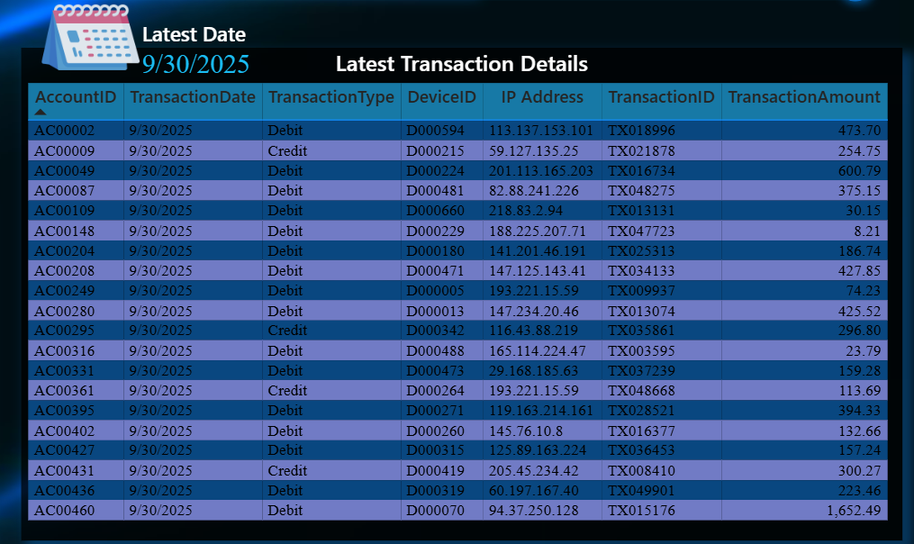 Latest Date
9/30/2025
Latest Transaction Details
AccountID TransactionDate TransactionType DeviceID IP Address TransactionID TransactionAmount
AC00002 9/30/2025 Debit D000594 113.137.153.101 TX018996 473.70
AC00009 9/30/2025 Credit D000215 59.127.135.25 TX021878 254.75
AC00049 9/30/2025 Debit D000224 201.113.165.203 TX016734 600.79
AC00087 9/30/2025 Debit D000481 82.88.241.226 TX048275 375.15
AC00109 9/30/2025 Debit D000660 218.83.2.94 TX013131 30.15
AC00148 9/30/2025 Debit D000229 188.225.207.71 TX047723 8.21
AC00204 9/30/2025 Debit D000180 141.201.46.191 TX025313 186.74
AC00208 9/30/2025 Debit D000471 147.125.143.41 TX034133 427.85
AC00249 9/30/2025 Debit D000005 193.221.15.59 TX009937 74.23
AC00280 9/30/2025 Debit D000013 147.234.20.46 TX013074 425.52
AC00295 9/30/2025 Credit D000342 116.43.88.219 TX035861 296.80
AC00316 9/30/2025 Debit D000488 165.114.224.47 TX003595 23.79
AC00331 9/30/2025 Debit D000473 29.168.185.63 TX037239 159.28
AC00361 9/30/2025 Credit D000264 193.221.15.59 TX048668 113.69
AC00395 9/30/2025 Debit D000271 119.163.214.161 TX028521 394.33
AC00402 9/30/2025 Debit D000260 145.76.10.8 TX016377 132.66
AC00427 9/30/2025 Debit D000315 125.89.163.224 TX036453 157.24
AC00431 9/30/2025 Credit D000419 205.45.234.42 TX008410 300.27
AC00436 9/30/2025 Debit D000319 60.197.167.40 TX049901 223.46
AC00460 9/30/2025 Debit D000070 94.37.250.128 TX015176 1,652.49